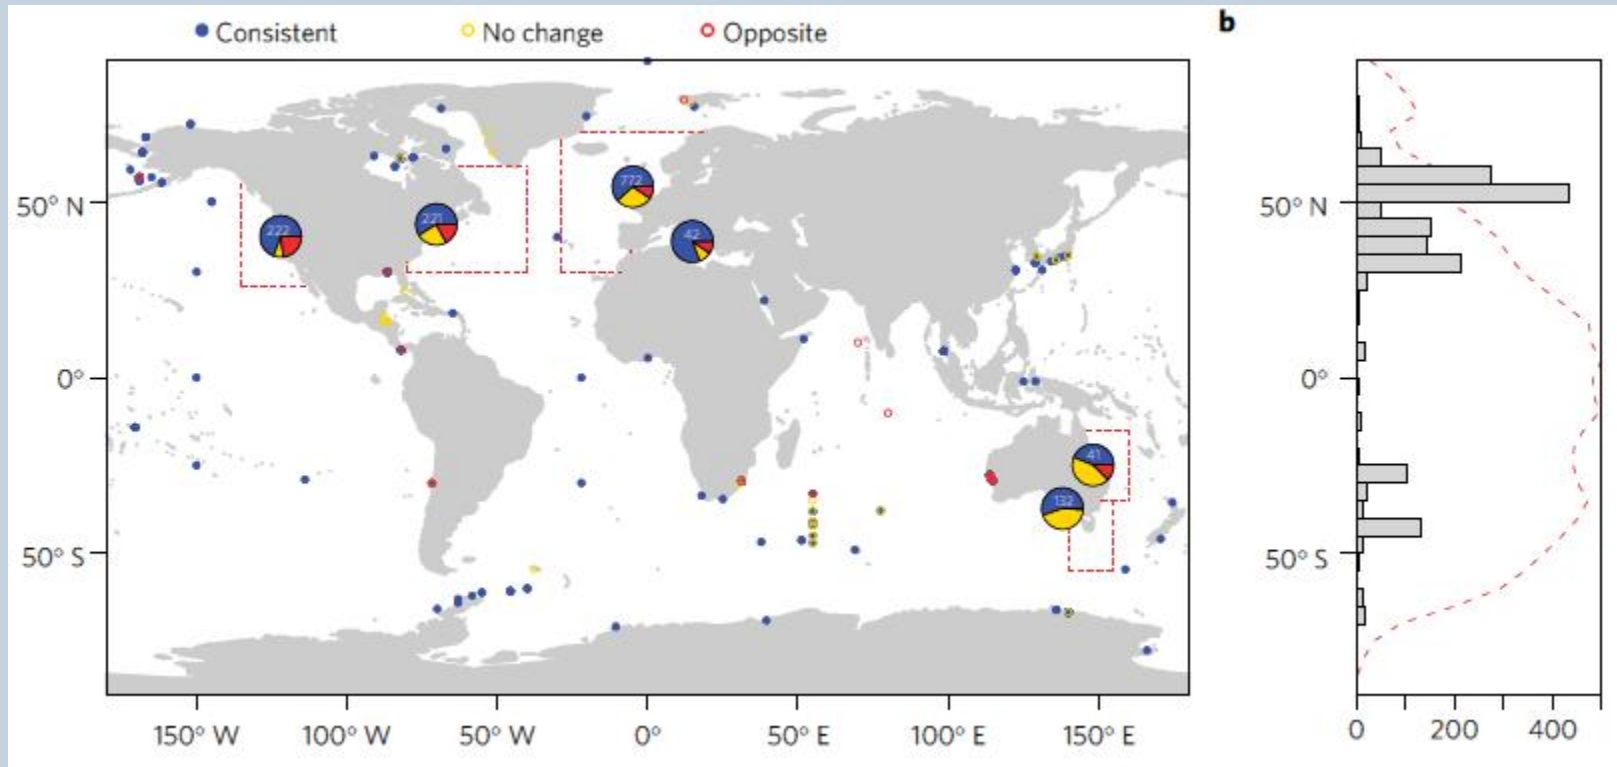 Consistent No change Opposite b
772
222 221 42
50° N 50° N
0° 0°
41
132
50° S 50° S
150° W 100° W 50° W 0° 50° E 100° E 150° E
0 200 400